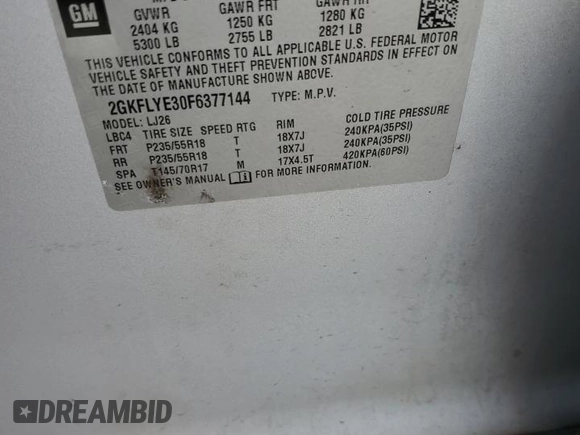 GM
GVWR GAWR FRT GAWR RR
2404 KG 1250 KG 1280 KG
5300 LB 2755 LB 2821 LB
THIS VEHICLE CONFORMS TO ALL APPLICABLE U.S. FEDERAL MOTOR
VEHICLE SAFETY AND THEFT PREVENTION STANDARDS IN EFFECT ON
THE DATE OF MANUFACTURE SHOWN ABOVE.
2GKFLYE30F6377144 TYPE: M.P.V.
MODEL: LJ26
LBC4 TIRE SIZE SPEED RTG RIM COLD TIRE PRESSURE
FRT P235/55R18 T 18X7J 240KPA(35PSI)
RR P235/55R18 T 18X7J 240KPA(35PSI)
SPA T145/70R17 M 17X4.5T 420KPA(60PSI)
SEE OWNER'S MANUAL FOR MORE INFORMATION.
DREAMBID